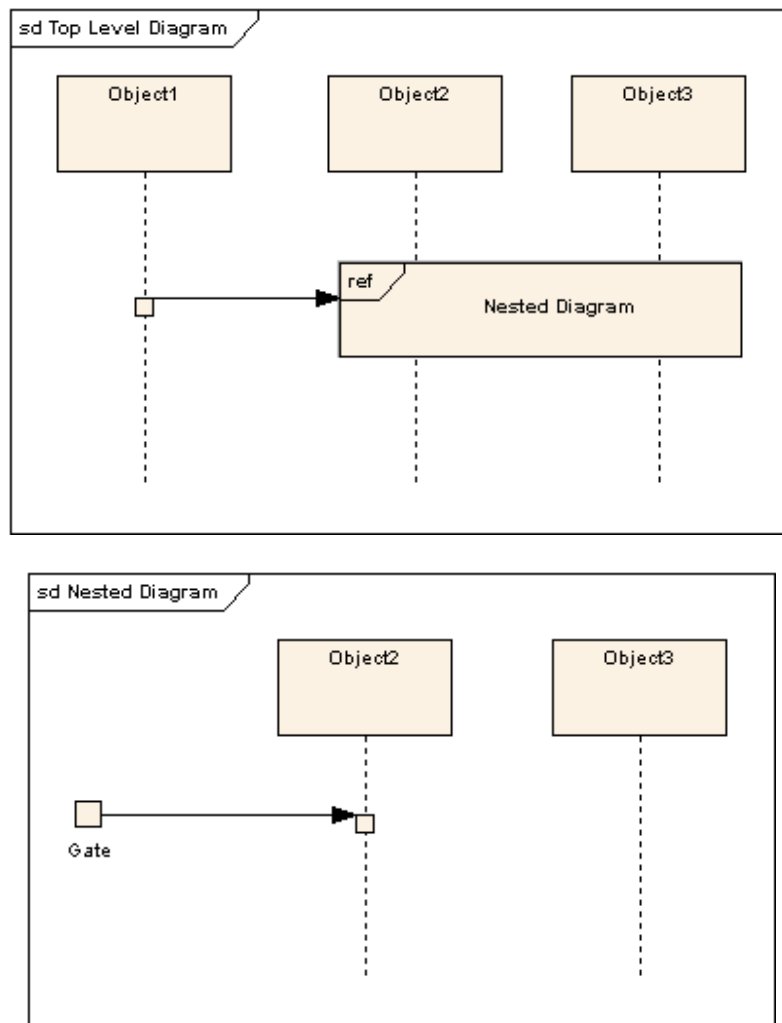 sd Top Level Diagram
Object1
Object2
Object3
ref
Nested Diagram
sd Nested Diagram
Object2
Object3
Gate